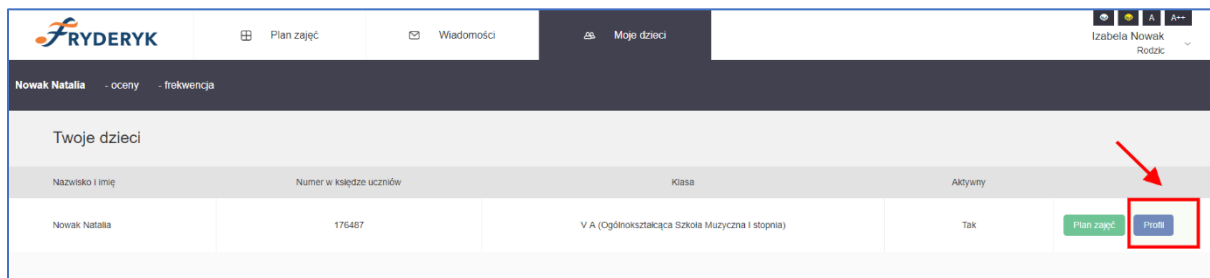 A A++
FRYDERYK Plan zajęć Wiadomości Moje dzieci Izabela Nowak
Rodzic
Nowak Natalia - oceny - frekwencja
Twoje dzieci
Nazwisko i imię Numer w księdze uczniów Klasa Aktywny
Nowak Natalia 176487 V A (Ogólnokształcąca Szkoła Muzyczna I stopnia) Tak Plan zajęć Profil